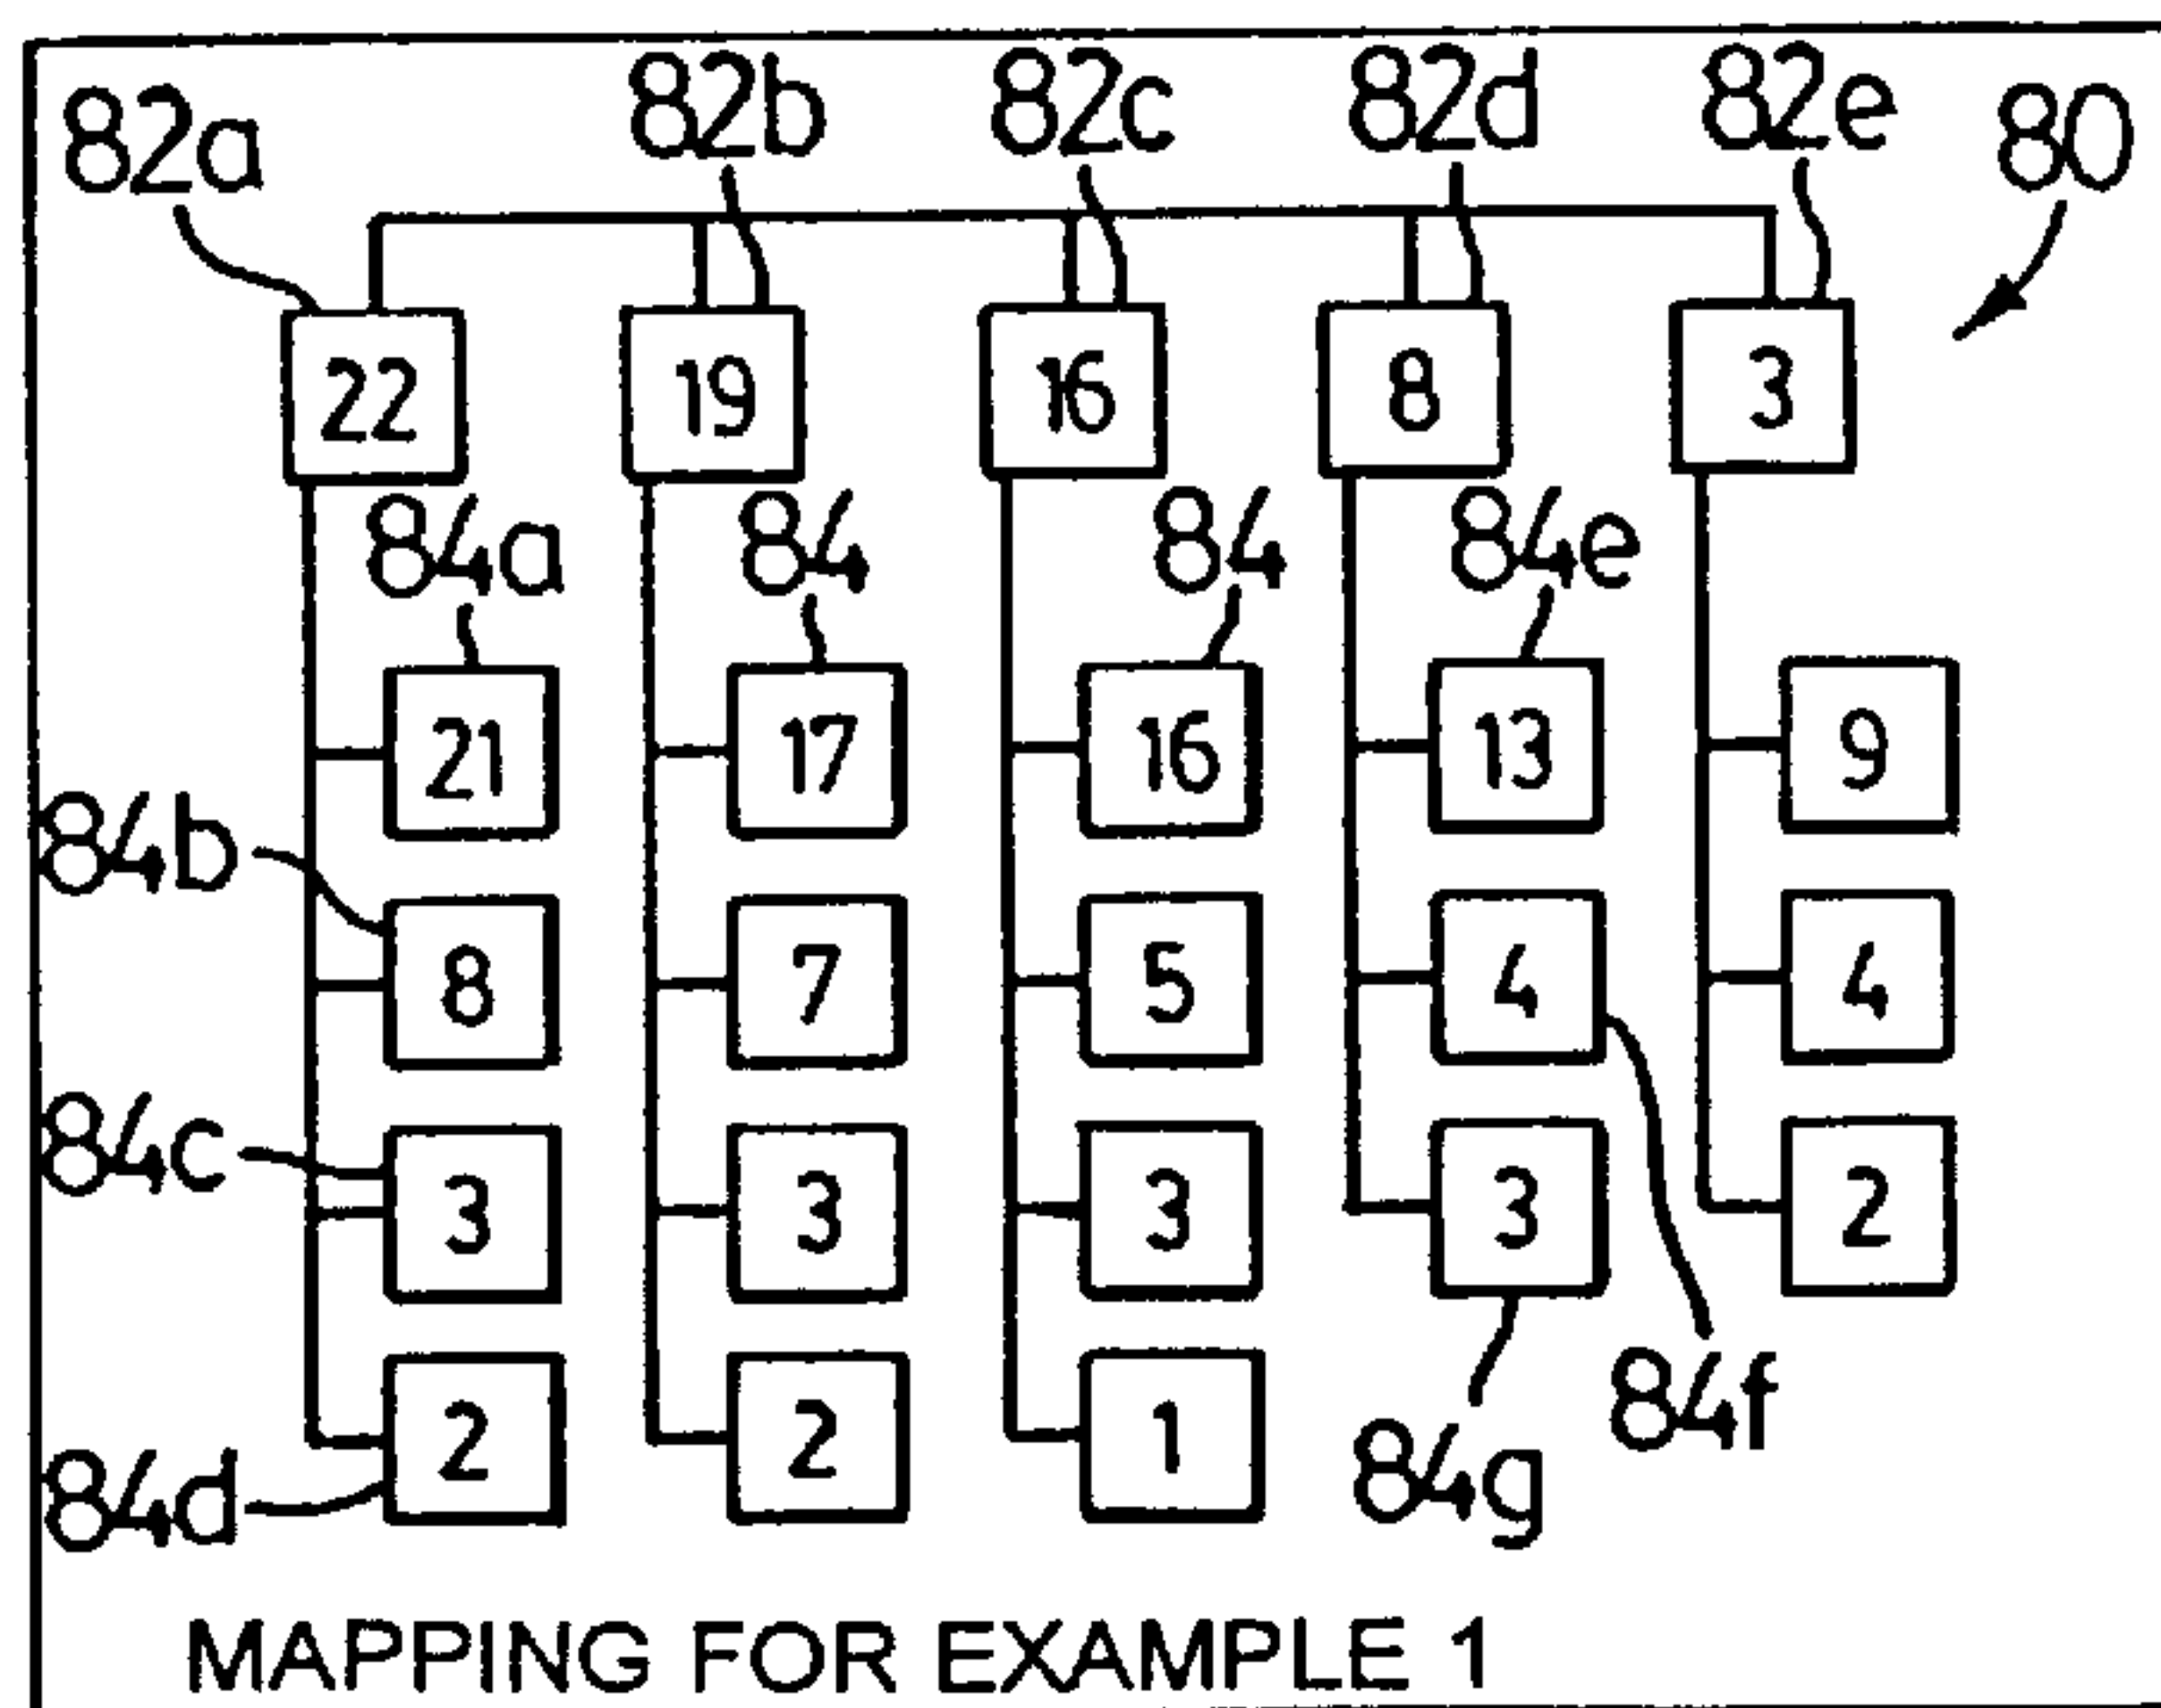 82a 82b 82c 82d 82e 80
22 19 16 8 3
84a 84 84 84e
21 17 16 13 9
84b
8 7 5 4 4
84c
3 3 3 3 2
2 2 1
84f
84d
84g
MAPPING FOR EXAMPLE 1